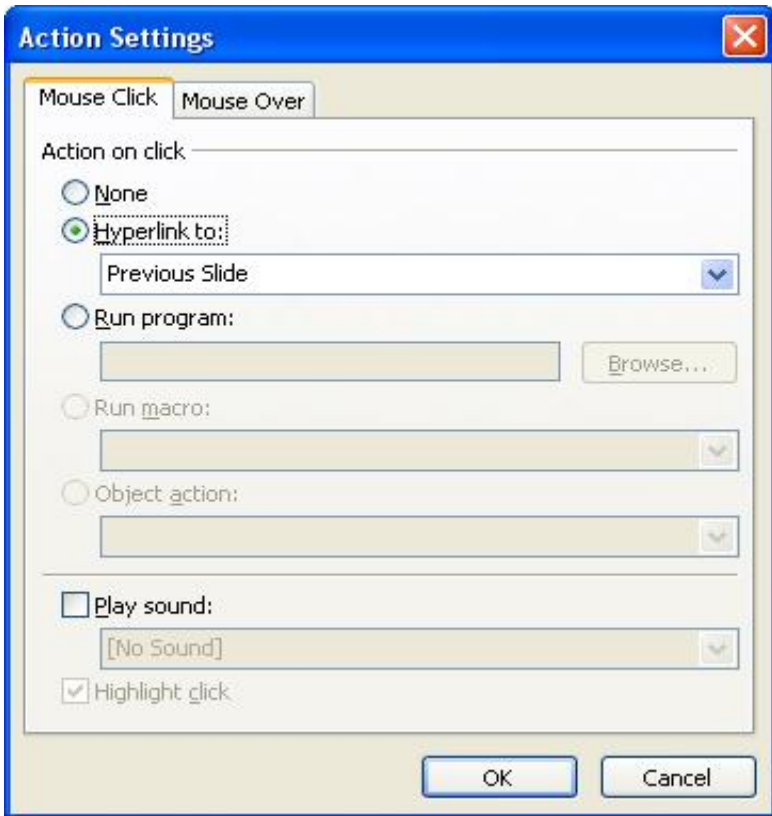 Action Settings
Mouse Click Mouse Over
Action on click
None
Hyperlink to:
Previous Slide
Run program:
Browse...
Run macro:
Object action:
Play sound:
[No Sound]
Highlight click
OK Cancel